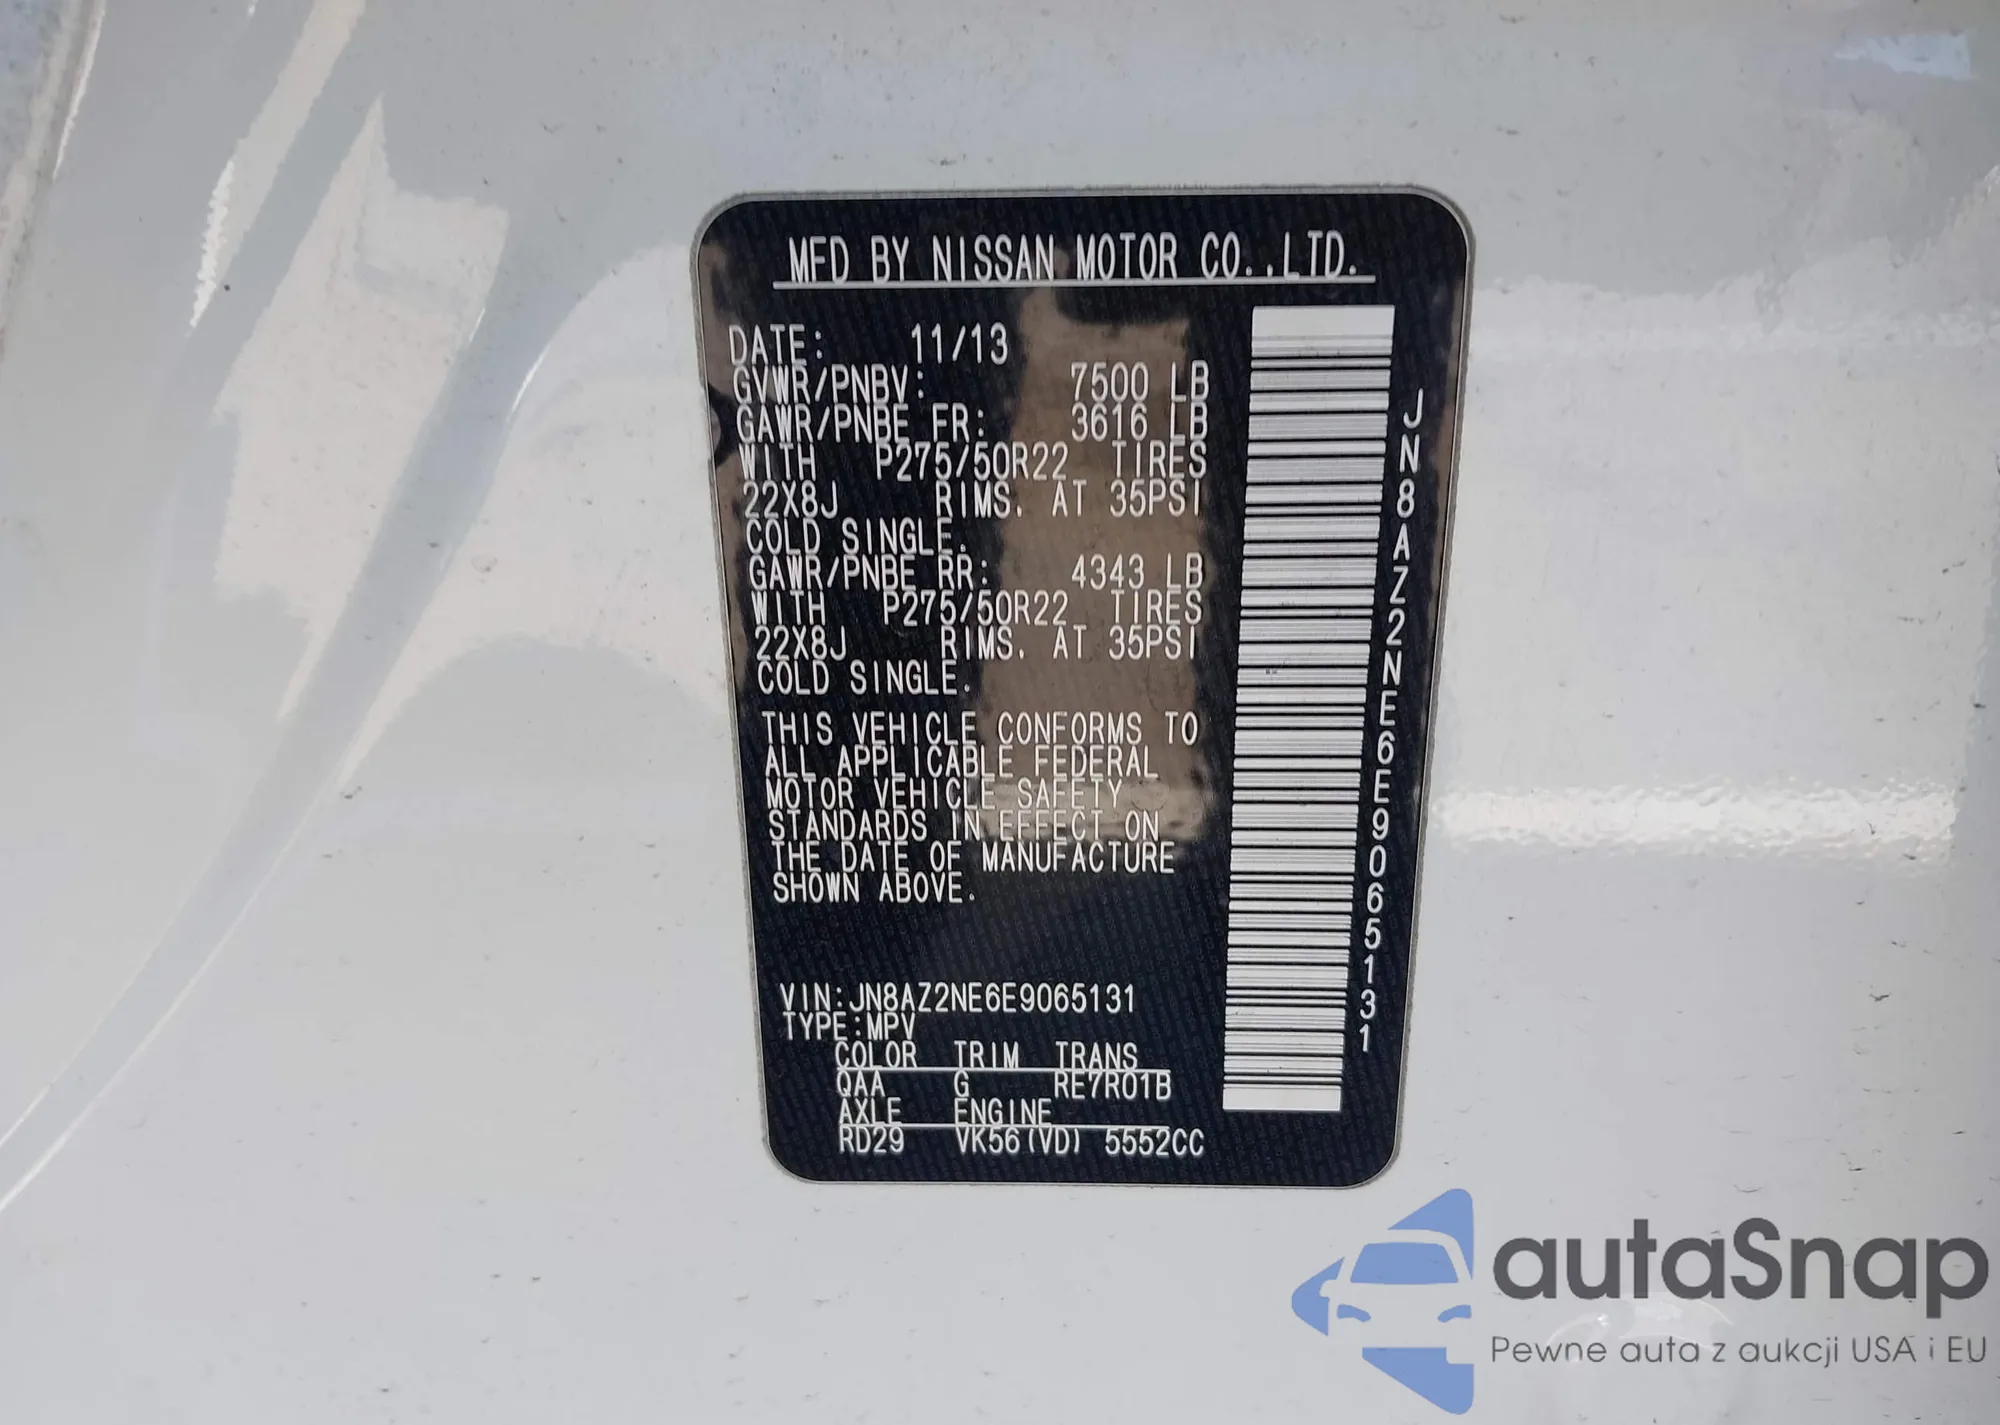 MFD BY NISSAN MOTOR CO.,LTD.
DATE: 11/13
GVWR/PNBV: 7500 LB
GAWR/PNBE FR: 3616 LB
WITH P275/50R22 TIRES
22X8J RIMS. AT 35PSI
COLD SINGLE.
GAWR/PNBE RR: 4343 LB
WITH P275/50R22 TIRES
22X8J RIMS. AT 35PSI
COLD SINGLE.
THIS VEHICLE CONFORMS TO
ALL APPLICABLE FEDERAL
MOTOR VEHICLE SAFETY
STANDARDS IN EFFECT ON
THE DATE OF MANUFACTURE
SHOWN ABOVE.
VIN:JN8AZ2NE6E9065131
TYPE:MPV
COLOR TRIM TRANS
QAA G RE7R01B
AXLE ENGINE
RD29 VK56(VD) 5552CC
JN8AZ2NE6E9065131
autaSnap
Pewne auta z aukcji USA i EU